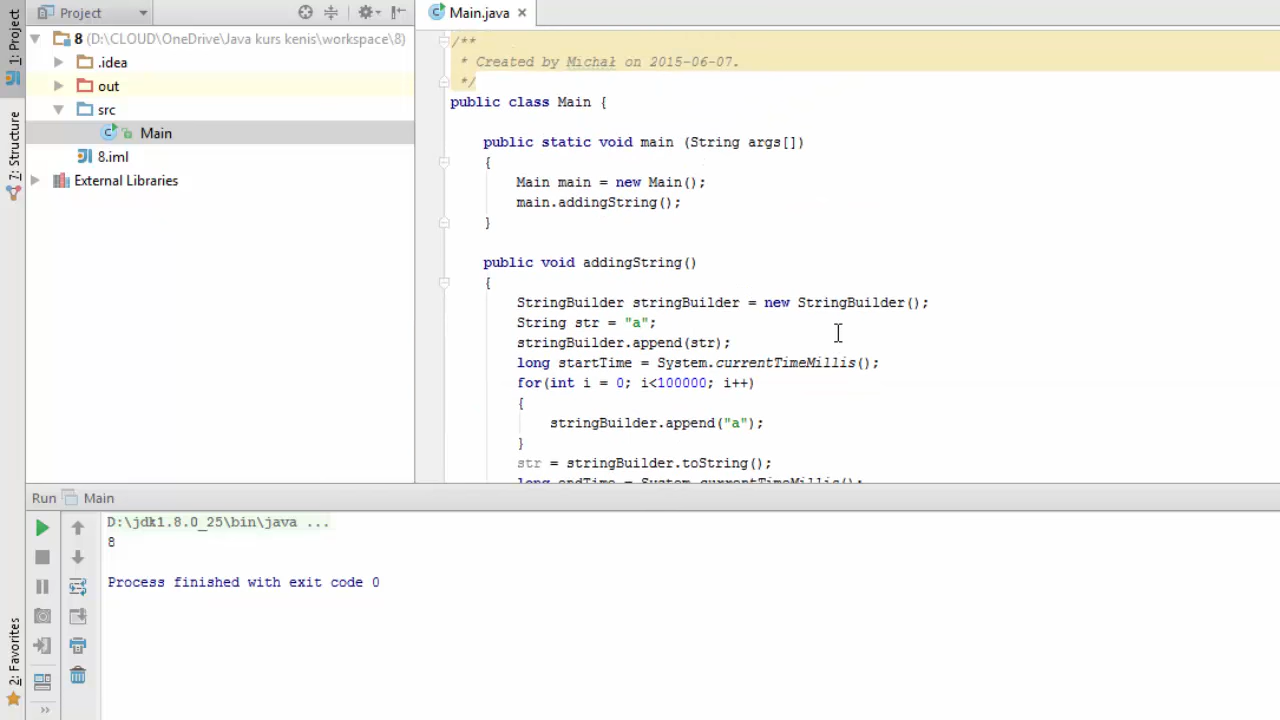 Project
Main.java
1: Project
8 (D:\CLOUD\OneDrive\Java kurs kenis\workspace\8)
.idea
out
src
Main
8.iml
External Libraries
7: Structure
2: Favorites
/**
* Created by Michał on 2015-06-07.
*/
public class Main {
public static void main (String args[])
{
Main main = new Main();
main.addingString();
}
public void addingString()
{
StringBuilder stringBuilder = new StringBuilder();
String str = "a";
stringBuilder.append(str);
long startTime = System.currentTimeMillis();
for(int i = 0; i<100000; i++)
{
stringBuilder.append("a");
}
str = stringBuilder.toString();
long endTime = System.currentTimeMillis();
Run Main
D:\jdk1.8.0_25\bin\java ...
8
Process finished with exit code 0